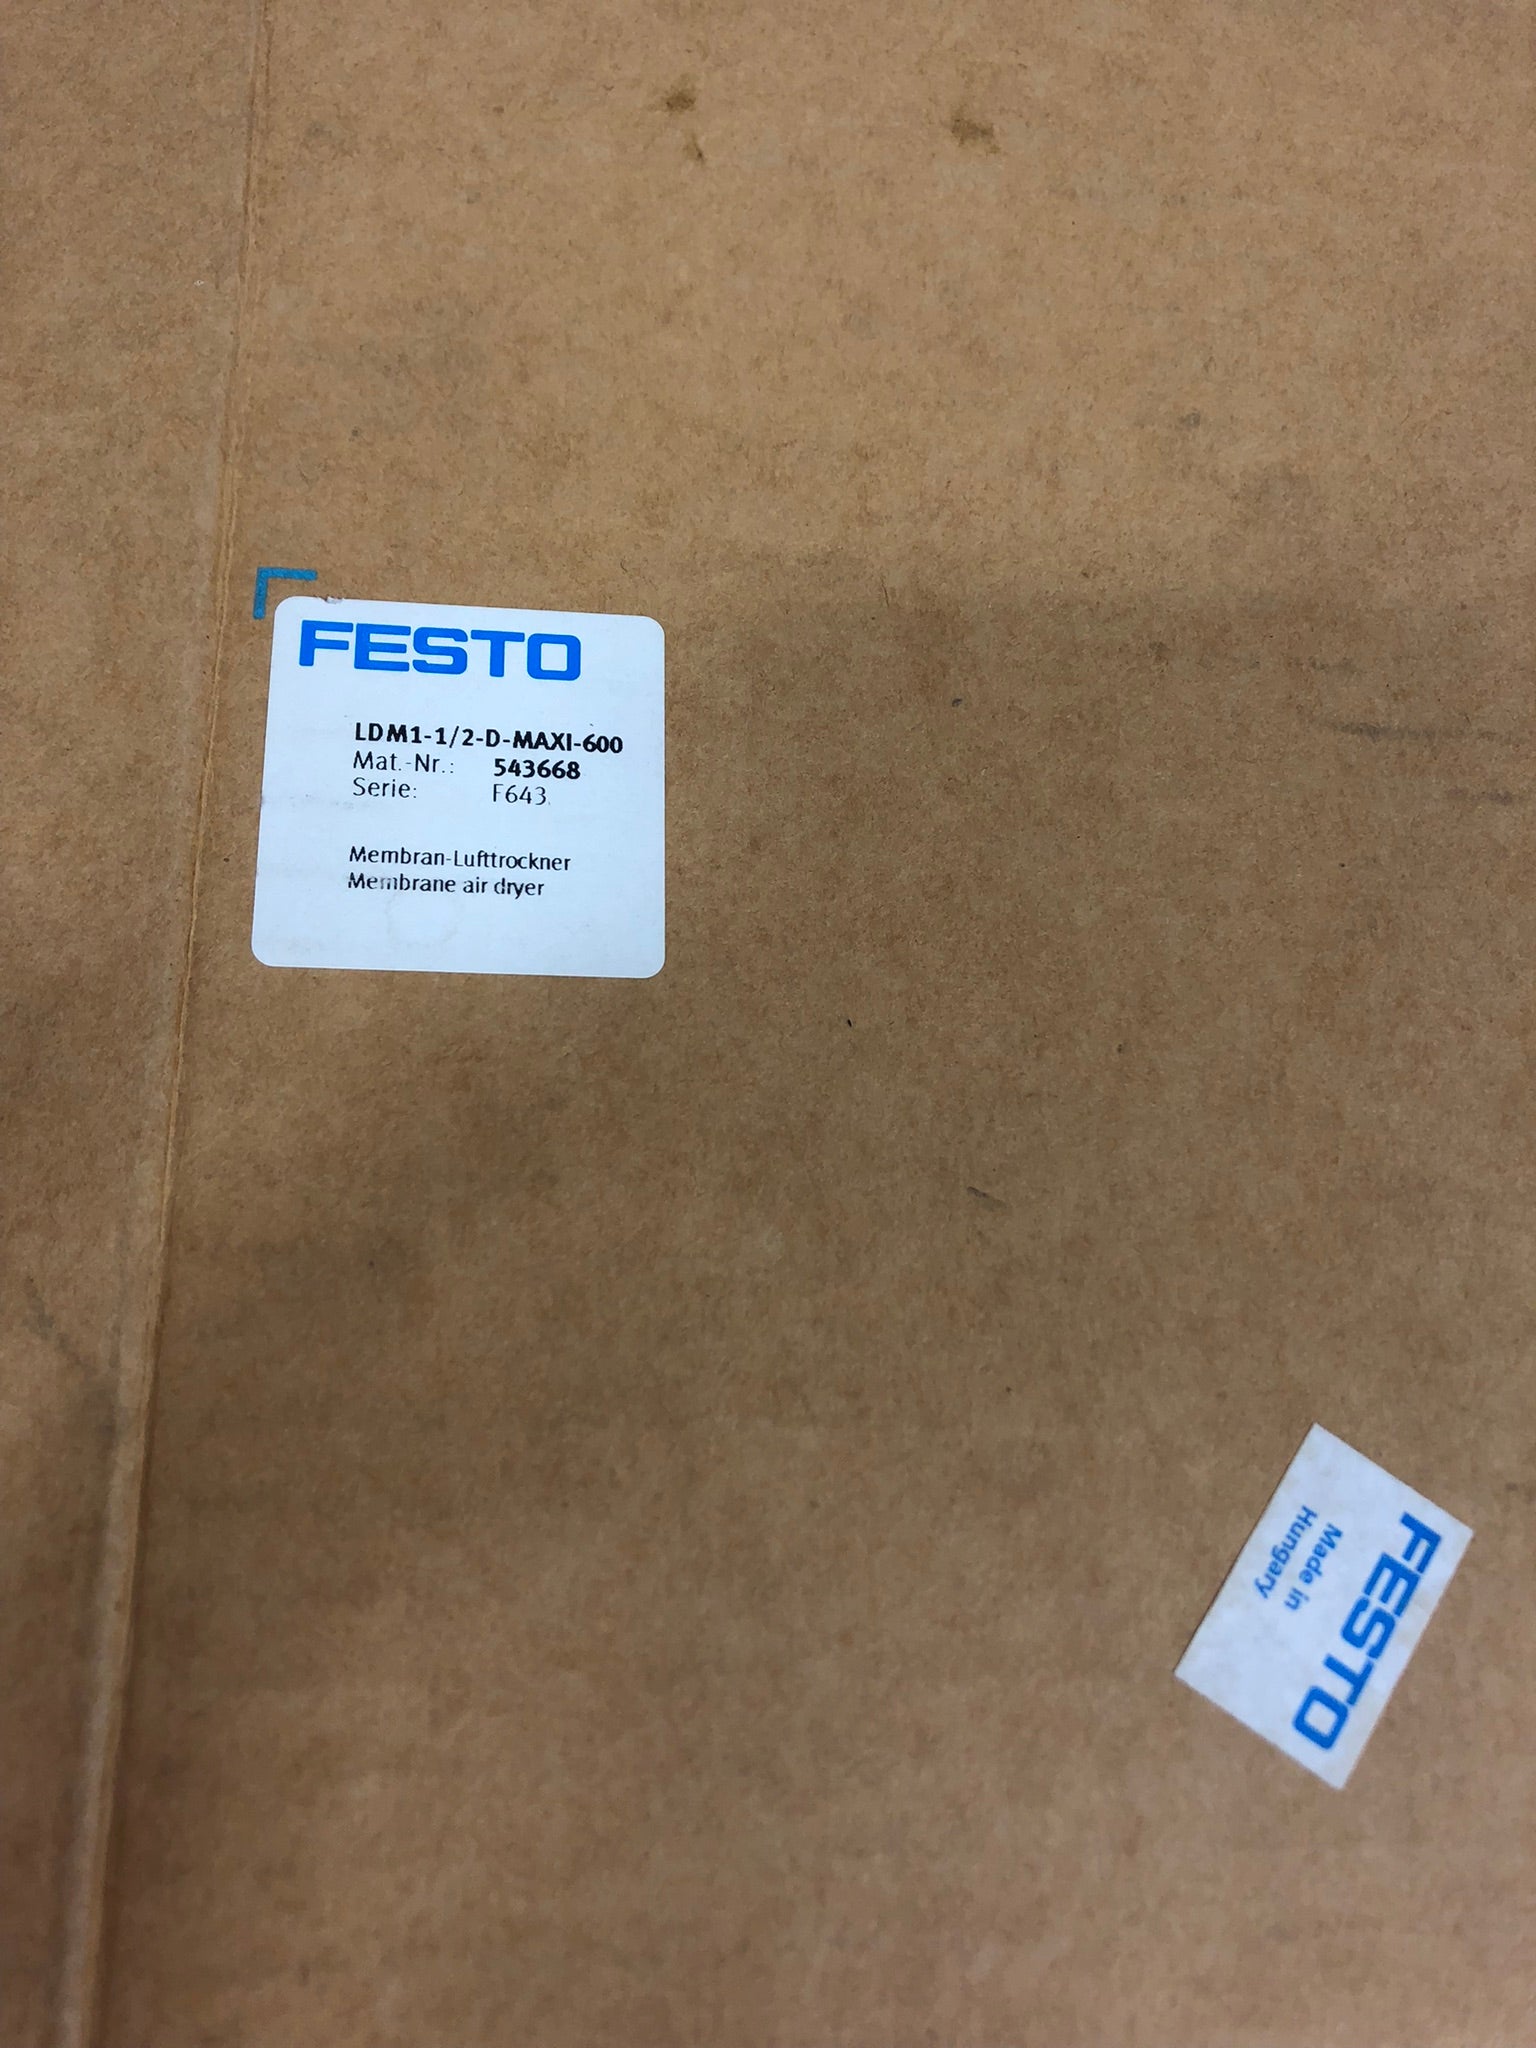 FESTO
LDM1-1/2-D-MAXI-600
Mat.-Nr.: 543668
Serie: F643
Membran-Lufttrockner
Membrane air dryer
FESTO
Made in
Hungary